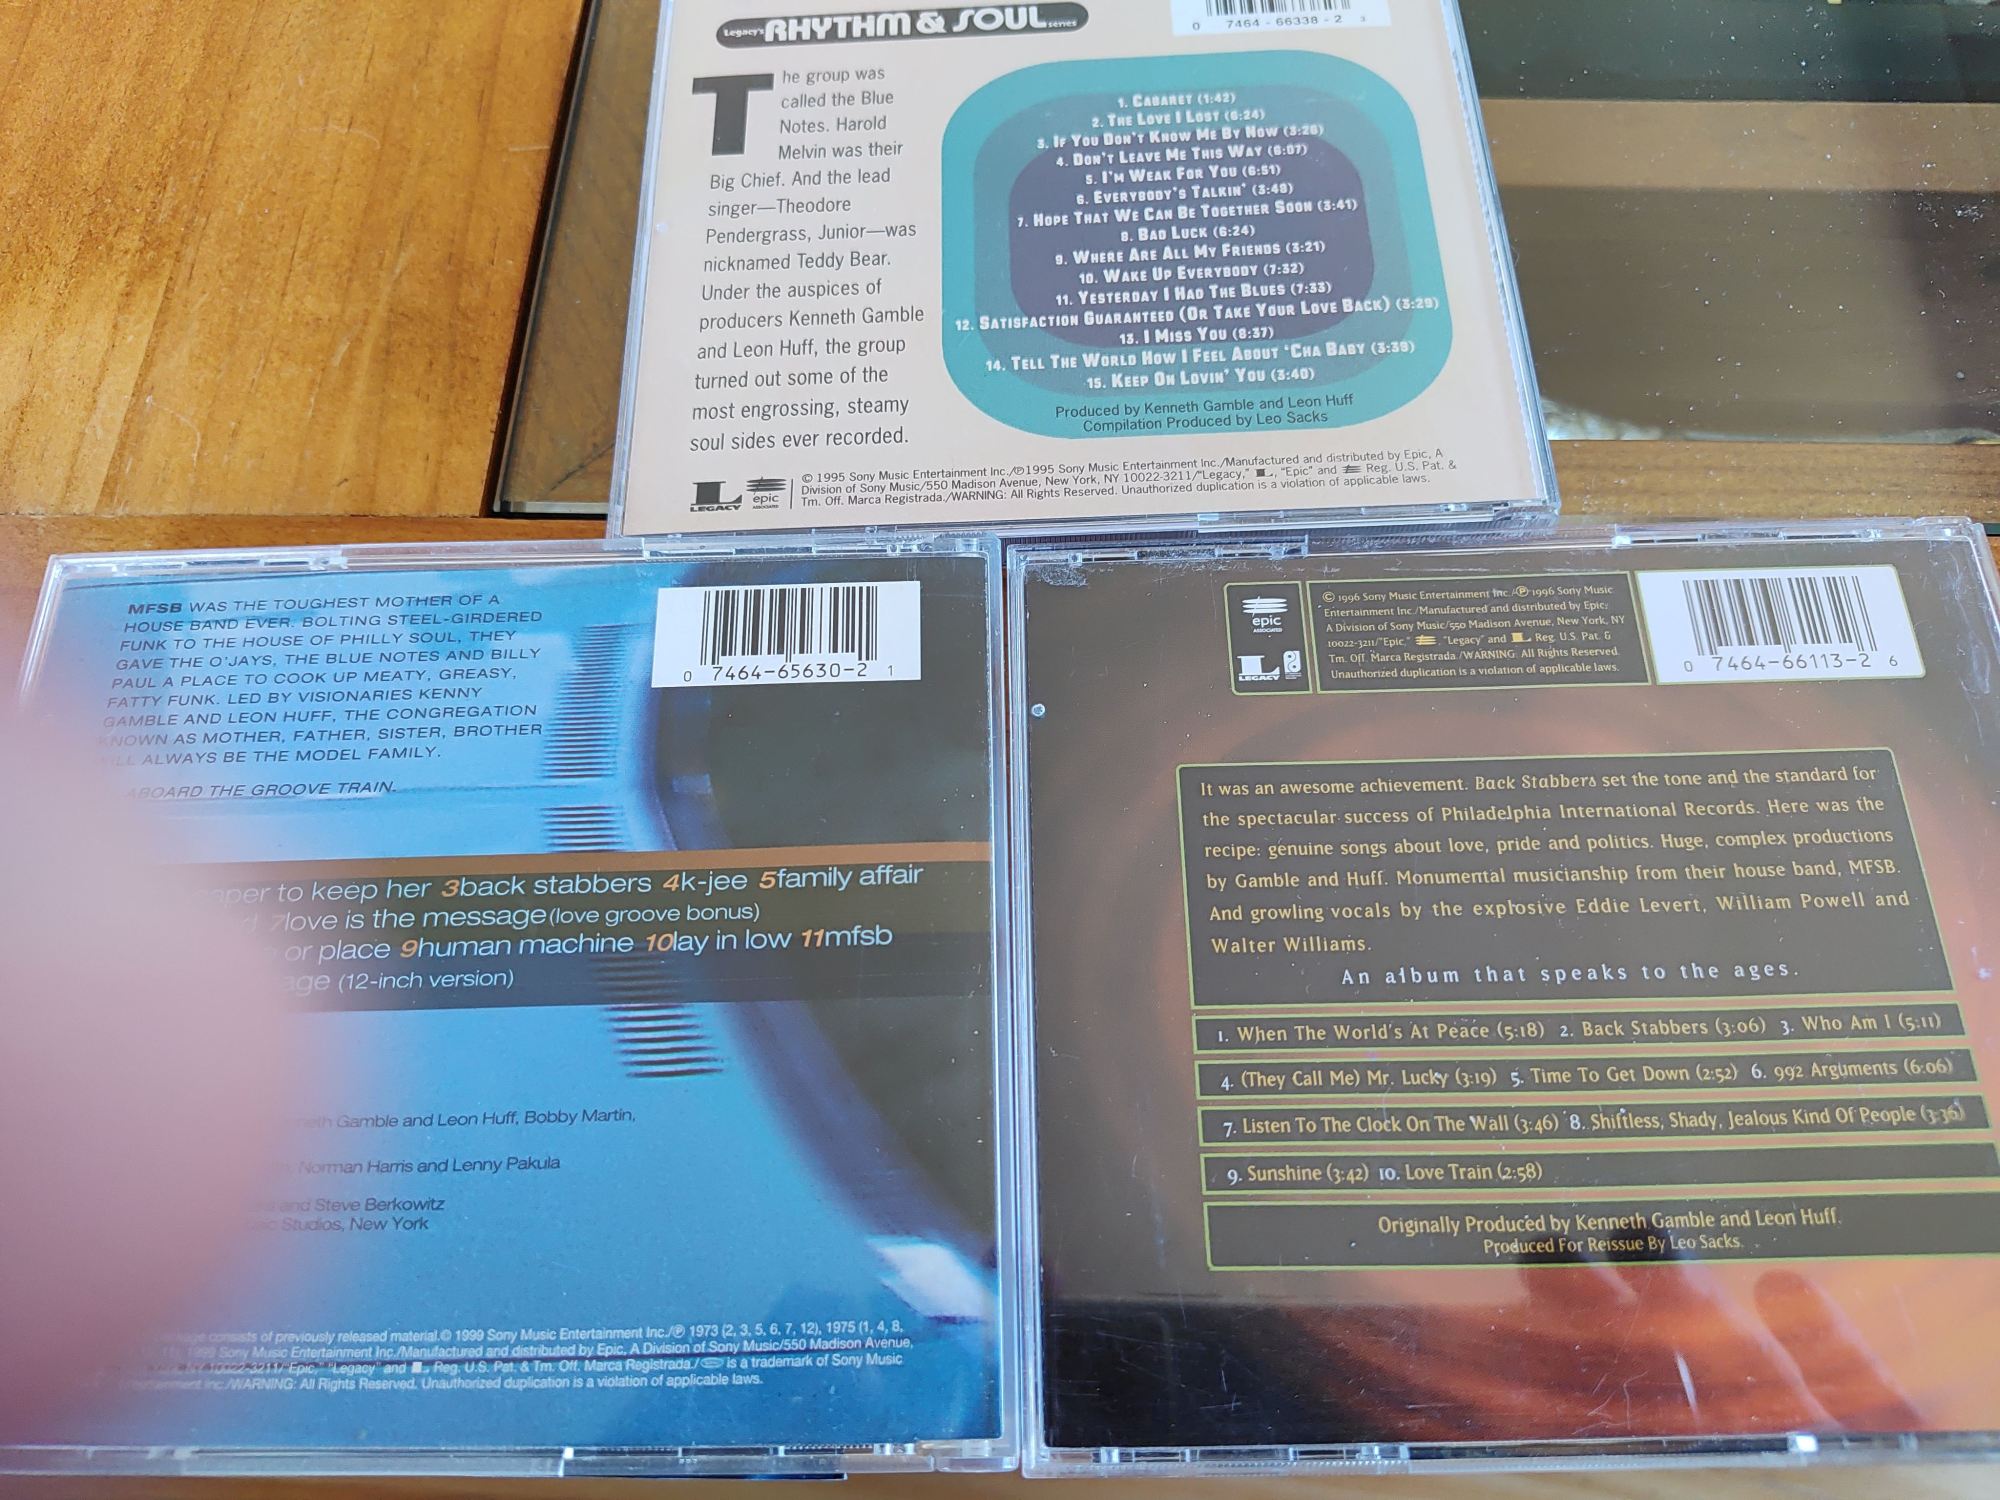 Legacy's RHYTHM & SOUL series
0 7464-66338-2 3
The group was
called the Blue
Notes. Harold
Melvin was their
Big Chief. And the lead
singer—Theodore
Pendergrass, Junior—was
nicknamed Teddy Bear.
Under the auspices of
producers Kenneth Gamble
and Leon Huff, the group
turned out some of the
most engrossing, steamy
soul sides ever recorded.
1. CABARET (1:42)
2. THE LOVE I LOST (6:24)
3. IF YOU DON'T KNOW ME BY NOW (3:26)
4. DON'T LEAVE ME THIS WAY (6:07)
5. I'M WEAK FOR YOU (6:51)
6. EVERYBODY'S TALKIN' (3:49)
7. HOPE THAT WE CAN BE TOGETHER SOON (3:41)
8. BAD LUCK (6:24)
9. WHERE ARE ALL MY FRIENDS (3:21)
10. WAKE UP EVERYBODY (7:32)
11. YESTERDAY I HAD THE BLUES (7:33)
12. SATISFACTION GUARANTEED (OR TAKE YOUR LOVE BACK) (3:29)
13. I MISS YOU (8:37)
14. TELL THE WORLD HOW I FEEL ABOUT 'CHA BABY (3:39)
15. KEEP ON LOVIN' YOU (3:40)
Produced by Kenneth Gamble and Leon Huff
Compilation Produced by Leo Sacks
LEGACY
epic
ASSOCIATED
© 1995 Sony Music Entertainment Inc./℗ 1995 Sony Music Entertainment Inc./Manufactured and distributed by Epic, A
Division of Sony Music/550 Madison Avenue, New York, NY 10022-3211/"Legacy," L, "Epic" and Reg. U.S. Pat. &
Tm. Off. Marca Registrada./WARNING: All Rights Reserved. Unauthorized duplication is a violation of applicable laws.
MFSB WAS THE TOUGHEST MOTHER OF A
HOUSE BAND EVER. BOLTING STEEL-GIRDERED
FUNK TO THE HOUSE OF PHILLY SOUL, THEY
GAVE THE O'JAYS, THE BLUE NOTES AND BILLY
PAUL A PLACE TO COOK UP MEATY, GREASY,
FATTY FUNK. LED BY VISIONARIES KENNY
GAMBLE AND LEON HUFF, THE CONGREGATION
KNOWN AS MOTHER, FATHER, SISTER, BROTHER
ALWAYS BE THE MODEL FAMILY.
ABOARD THE GROOVE TRAIN.
0 7464-65630-2 1
to keep her 3back stabbers 4k-jee 5family affair
7love is the message (love groove bonus)
or place 9human machine 10lay in low 11mfsb
(12-inch version)
Gamble and Leon Huff, Bobby Martin,
Norman Harris and Lenny Pakula
and Steve Berkowitz
Studios, New York
consists of previously released material.© 1999 Sony Music Entertainment Inc./℗ 1973 (2, 3, 5, 6, 7, 12), 1975 (1, 4, 8,
1999 Sony Music Entertainment Inc./Manufactured and distributed by Epic, A Division of Sony Music/550 Madison Avenue,
NY 10022-3211/"Epic," "Legacy" and L Reg. U.S. Pat. & Tm. Off. Marca Registrada./ is a trademark of Sony Music
Inc./WARNING: All Rights Reserved. Unauthorized duplication is a violation of applicable laws.
epic
ASSOCIATED
LEGACY
© 1996 Sony Music Entertainment Inc./℗ 1996 Sony Music
Entertainment Inc./Manufactured and distributed by Epic,
A Division of Sony Music/550 Madison Avenue, New York, NY
10022-3211/"Epic," "Legacy" and L Reg. U.S. Pat. &
Tm. Off. Marca Registrada./WARNING: All Rights Reserved.
Unauthorized duplication is a violation of applicable laws.
0 7464-66113-2 6
It was an awesome achievement. Back Stabbers set the tone and the standard for
the spectacular success of Philadelphia International Records. Here was the
recipe: genuine songs about love, pride and politics. Huge, complex productions
by Gamble and Huff. Monumental musicianship from their house band, MFSB.
And growling vocals by the explosive Eddie Levert, William Powell and
Walter Williams.
An album that speaks to the ages.
1. When The World's At Peace (5:18) 2. Back Stabbers (3:06) 3. Who Am I (5:11)
4. (They Call Me) Mr. Lucky (3:19) 5. Time To Get Down (2:52) 6. 992 Arguments (6:06)
7. Listen To The Clock On The Wall (3:46) 8. Shiftless, Shady, Jealous Kind Of People (3:36)
9. Sunshine (3:42) 10. Love Train (2:58)
Originally Produced by Kenneth Gamble and Leon Huff.
Produced For Reissue By Leo Sacks.